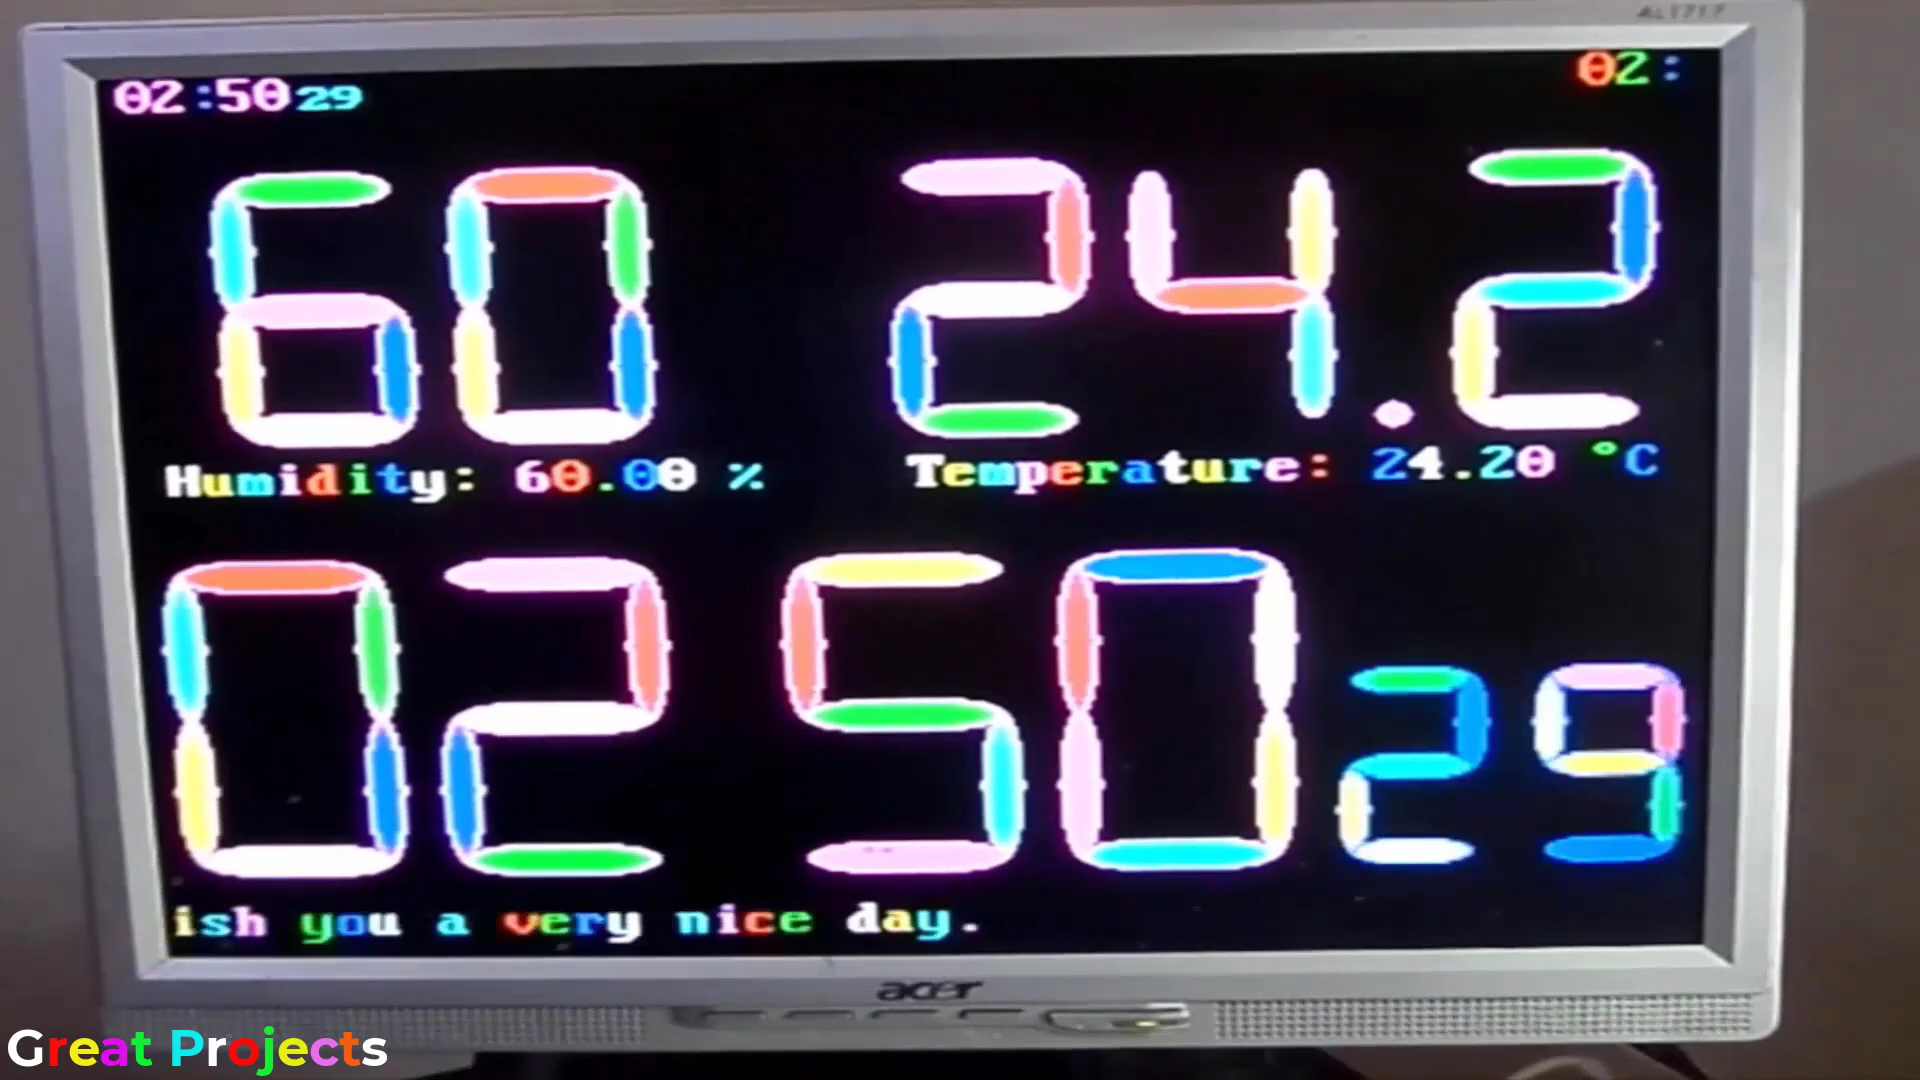 AL1717
02:50 29
02:
60
24.2
Humidity: 60.00 %
Temperature: 24.20 °C
02 50 29
ish you a very nice day.
acer
Great Projects